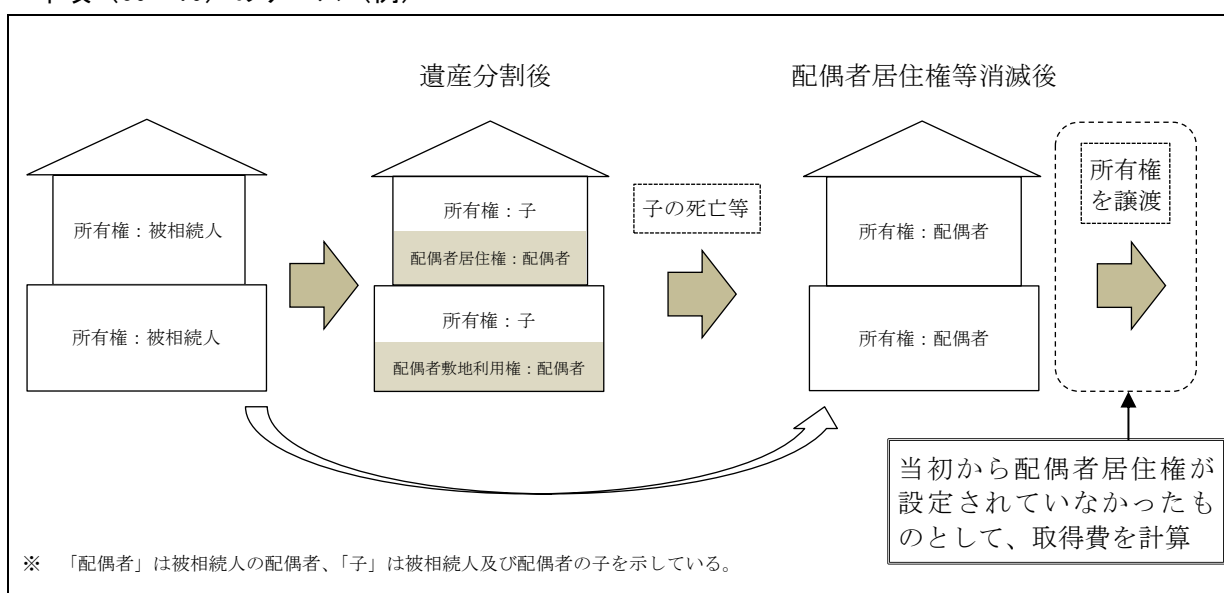 遺産分割後
配偶者居住権等消滅後
所有権：被相続人
所有権：被相続人
所有権：子
配偶者居住権：配偶者
所有権：子
配偶者敷地利用権：配偶者
子の死亡等
所有権：配偶者
所有権：配偶者
所有権
を譲渡
当初から配偶者居住権が
設定されていなかったも
のとして、取得費を計算
※　「配偶者」は被相続人の配偶者、「子」は被相続人及び配偶者の子を示している。